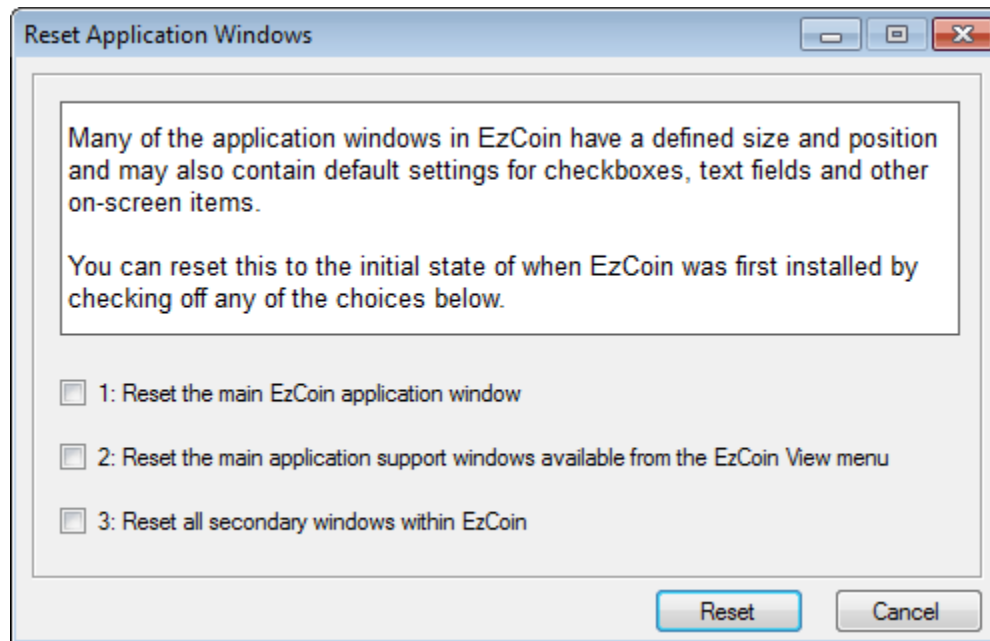 Reset Application Windows
Many of the application windows in EzCoin have a defined size and position
and may also contain default settings for checkboxes, text fields and other
on-screen items.
You can reset this to the initial state of when EzCoin was first installed by
checking off any of the choices below.
1: Reset the main EzCoin application window
2: Reset the main application support windows available from the EzCoin View menu
3: Reset all secondary windows within EzCoin
Reset
Cancel